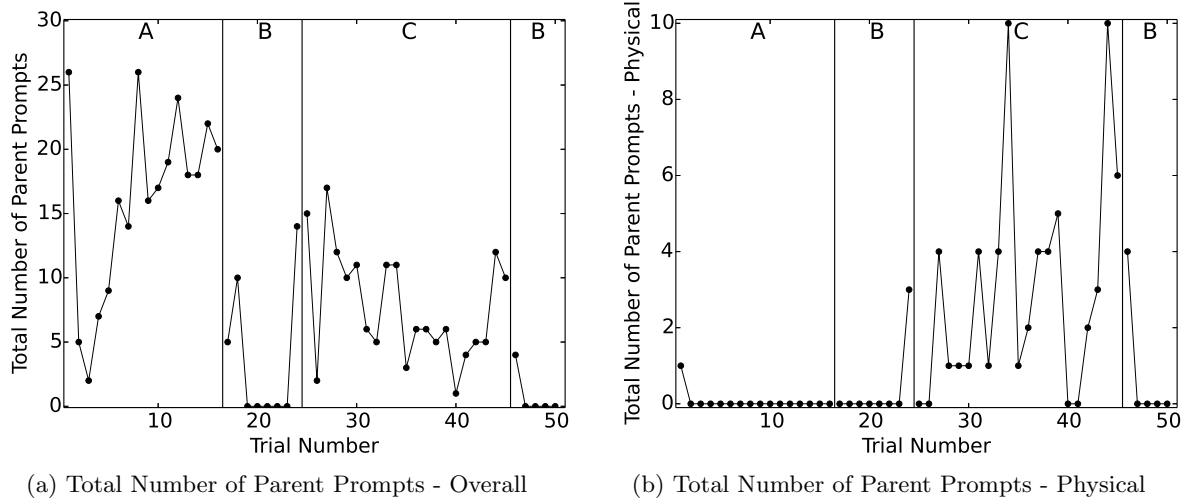 A B C B
Total Number of Parent Prompts
30
25
20
15
10
5
0
10 20 30 40 50
Trial Number
(a) Total Number of Parent Prompts - Overall
A B C B
Total Number of Parent Prompts - Physical
10
8
6
4
2
0
10 20 30 40 50
Trial Number
(b) Total Number of Parent Prompts - Physical